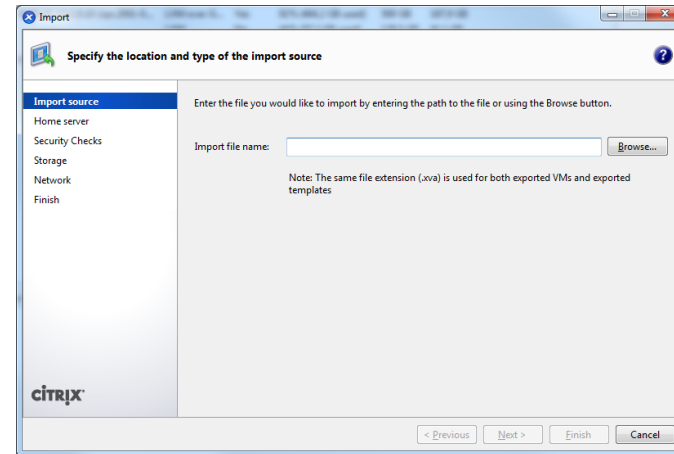 Import
Specify the location and type of the import source
Import source
Home server
Security Checks
Storage
Network
Finish
Enter the file you would like to import by entering the path to the file or using the Browse button.
Import file name:
Browse...
Note: The same file extension (.xva) is used for both exported VMs and exported
templates
CİTRIX
< Previous
Next >
Finish
Cancel